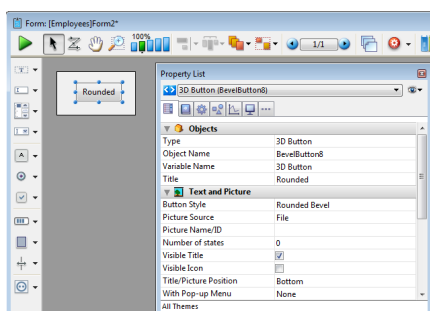 Form: [Employees]Form2*
100%
1/1
Rounded
Property List
3D Button (BevelButton8)
Objects
Type 3D Button
Object Name BevelButton8
Variable Name 3D Button
Title Rounded
Text and Picture
Button Style Rounded Bevel
Picture Source File
Picture Name/ID
Number of states 0
Visible Title
Visible Icon
Title/Picture Position Bottom
With Pop-up Menu None
All Themes